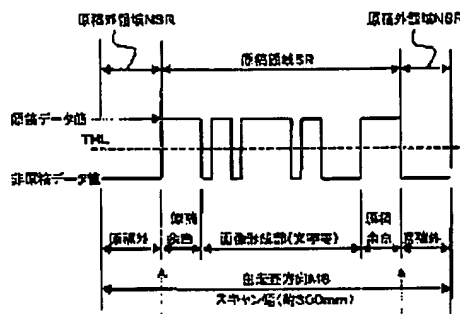 原稿外領域NSR
原稿外領域NSR
原稿領域SR
原稿データ値
THL
非原稿データ値
原稿外
原稿余白
画像形成部(文字等)
原稿余白
原稿外
主走査方向MS
スキャン幅(約300mm)